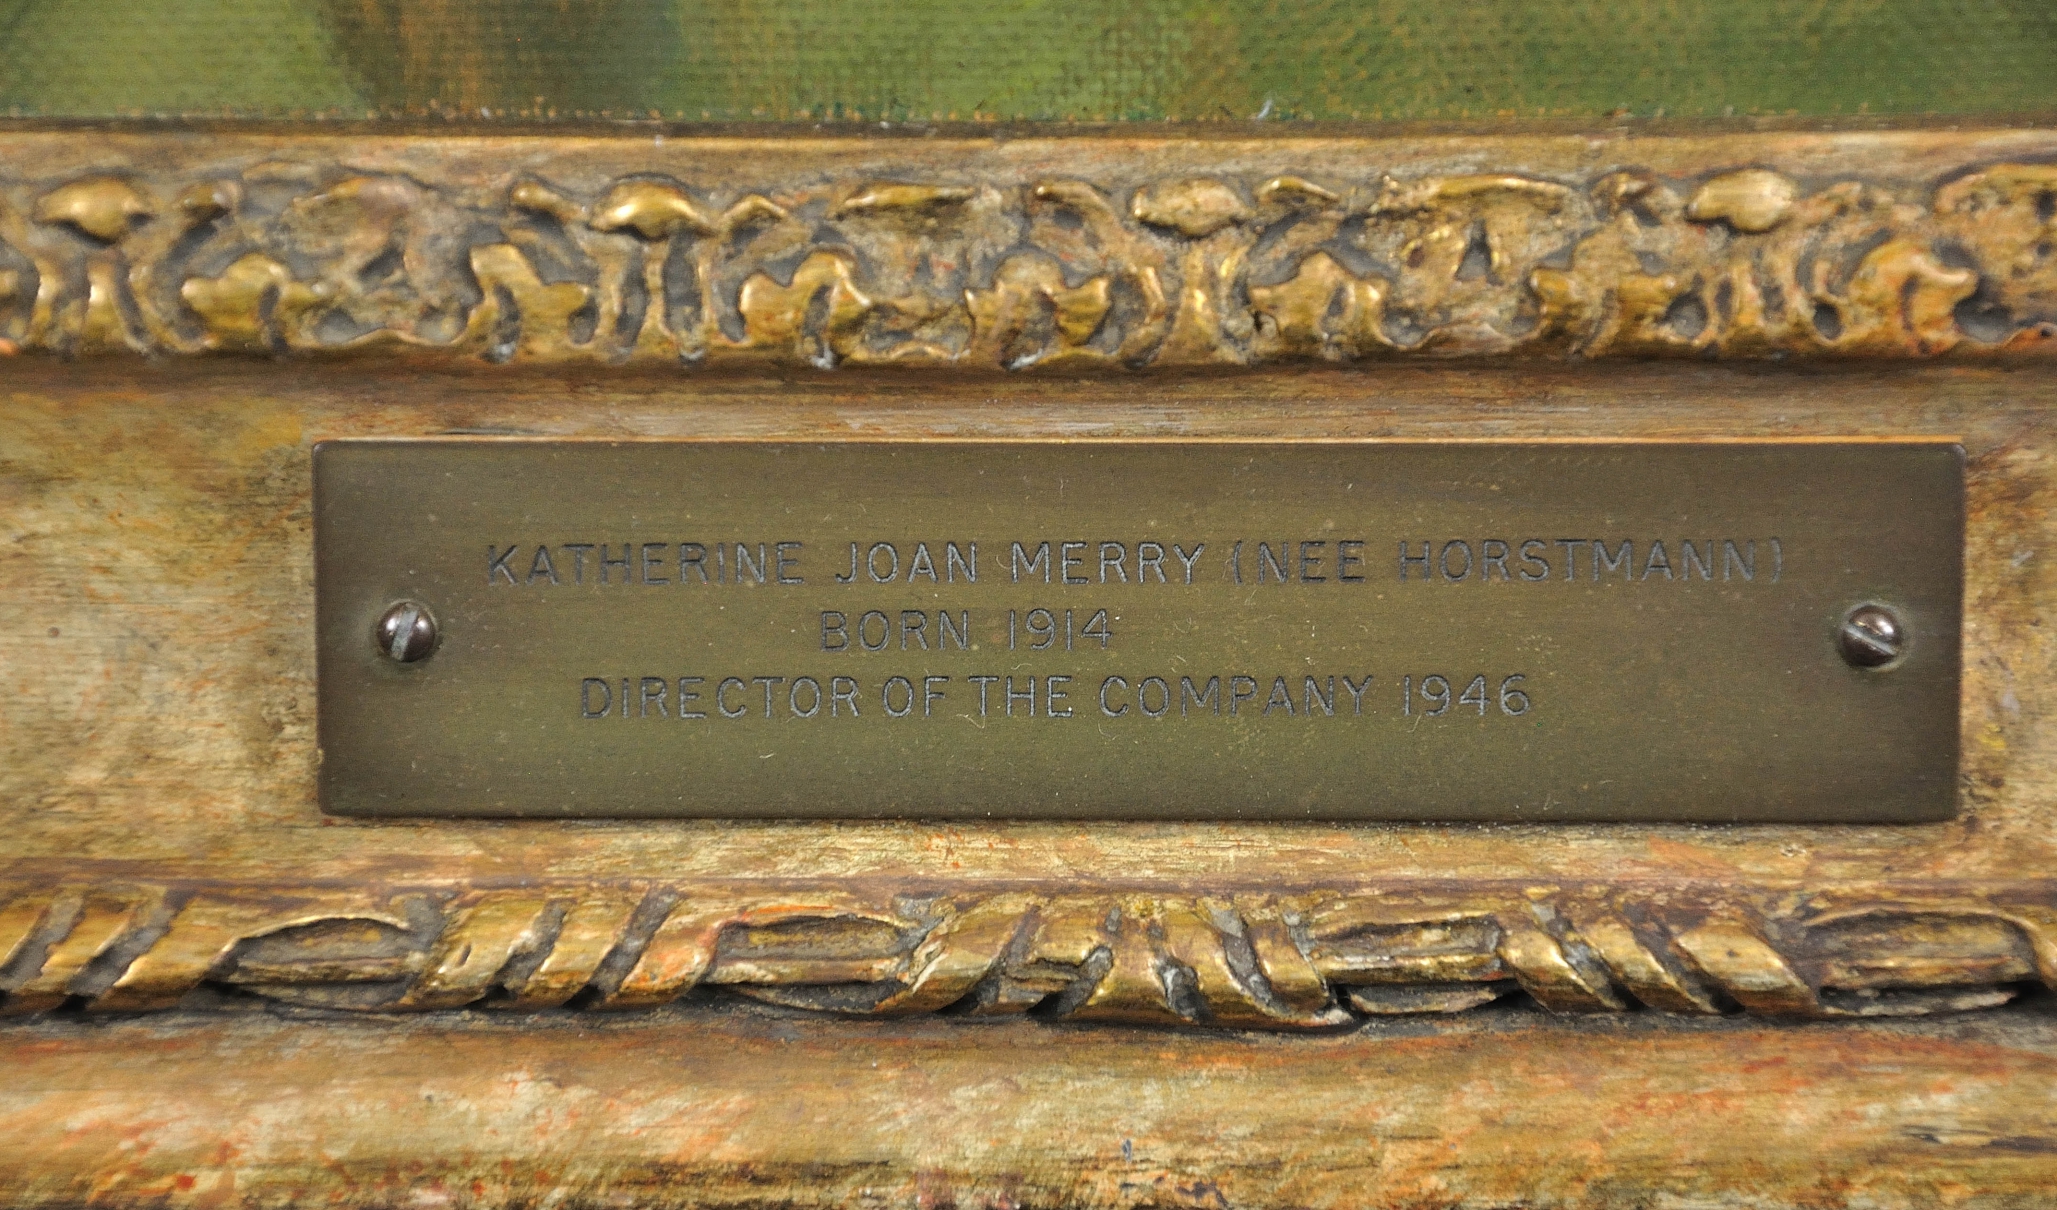 KATHERINE JOAN MERRY (NEE HORSTMANN)
BORN 1914
DIRECTOR OF THE COMPANY 1946